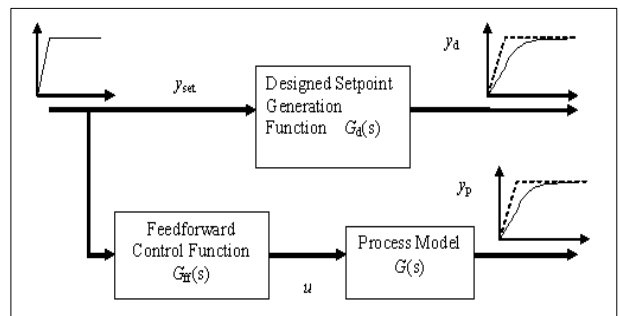 y_d
y_set
Designed Setpoint
Generation
Function G_d(s)
y_p
Feedforward
Control Function
G_ff(s)
u
Process Model
G(s)